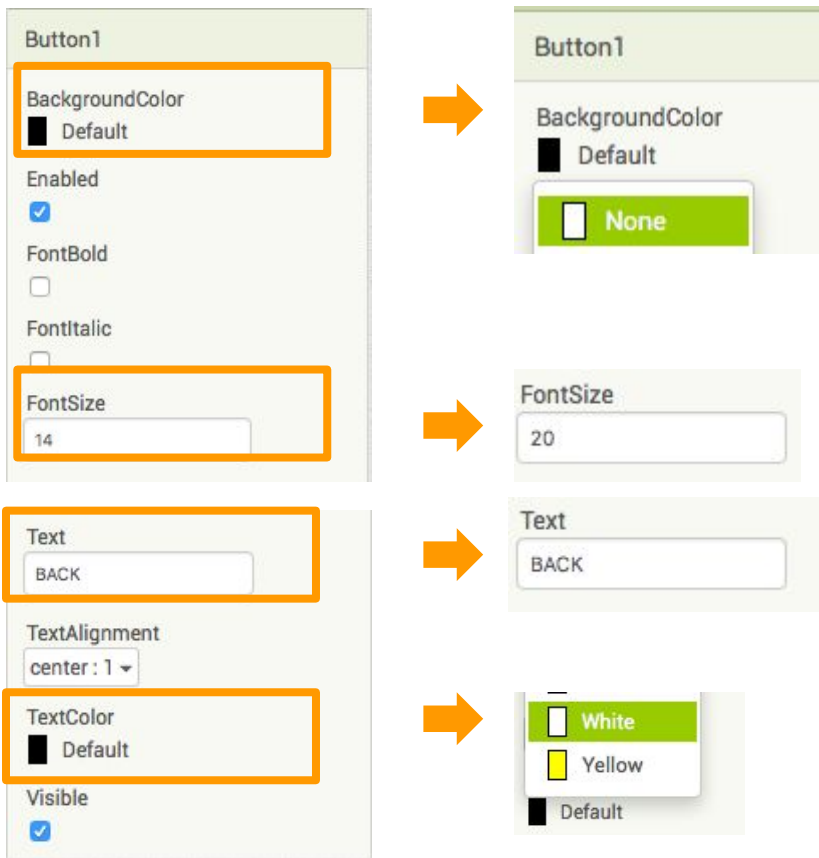 Button1
BackgroundColor
Default
Enabled
FontBold
FontItalic
FontSize
14
Button1
BackgroundColor
Default
None
FontSize
20
Text
BACK
TextAlignment
center : 1
TextColor
Default
Visible
Text
BACK
White
Yellow
Default